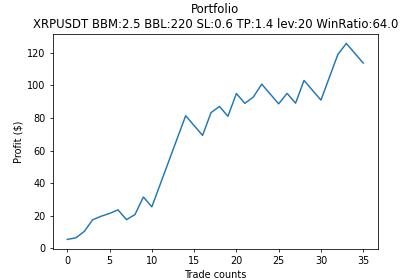 Portfolio
XRPUSDT BBM:2.5 BBL:220 SL:0.6 TP:1.4 lev:20 WinRatio:64.0
120
100
80
60
40
20
0
Profit ($)
0 5 10 15 20 25 30 35
Trade counts